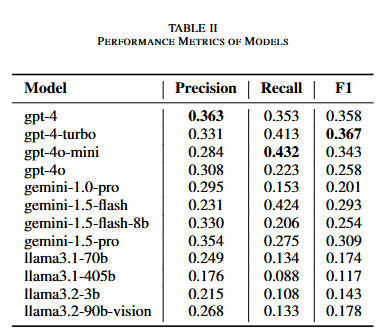 TABLE II
PERFORMANCE METRICS OF MODELS
Model Precision Recall F1
gpt-4 0.363 0.353 0.358
gpt-4-turbo 0.331 0.413 0.367
gpt-4o-mini 0.284 0.432 0.343
gpt-4o 0.308 0.223 0.258
gemini-1.0-pro 0.295 0.153 0.201
gemini-1.5-flash 0.231 0.424 0.293
gemini-1.5-flash-8b 0.330 0.206 0.254
gemini-1.5-pro 0.354 0.275 0.309
llama3.1-70b 0.249 0.134 0.174
llama3.1-405b 0.176 0.088 0.117
llama3.2-3b 0.215 0.108 0.143
llama3.2-90b-vision 0.268 0.133 0.178